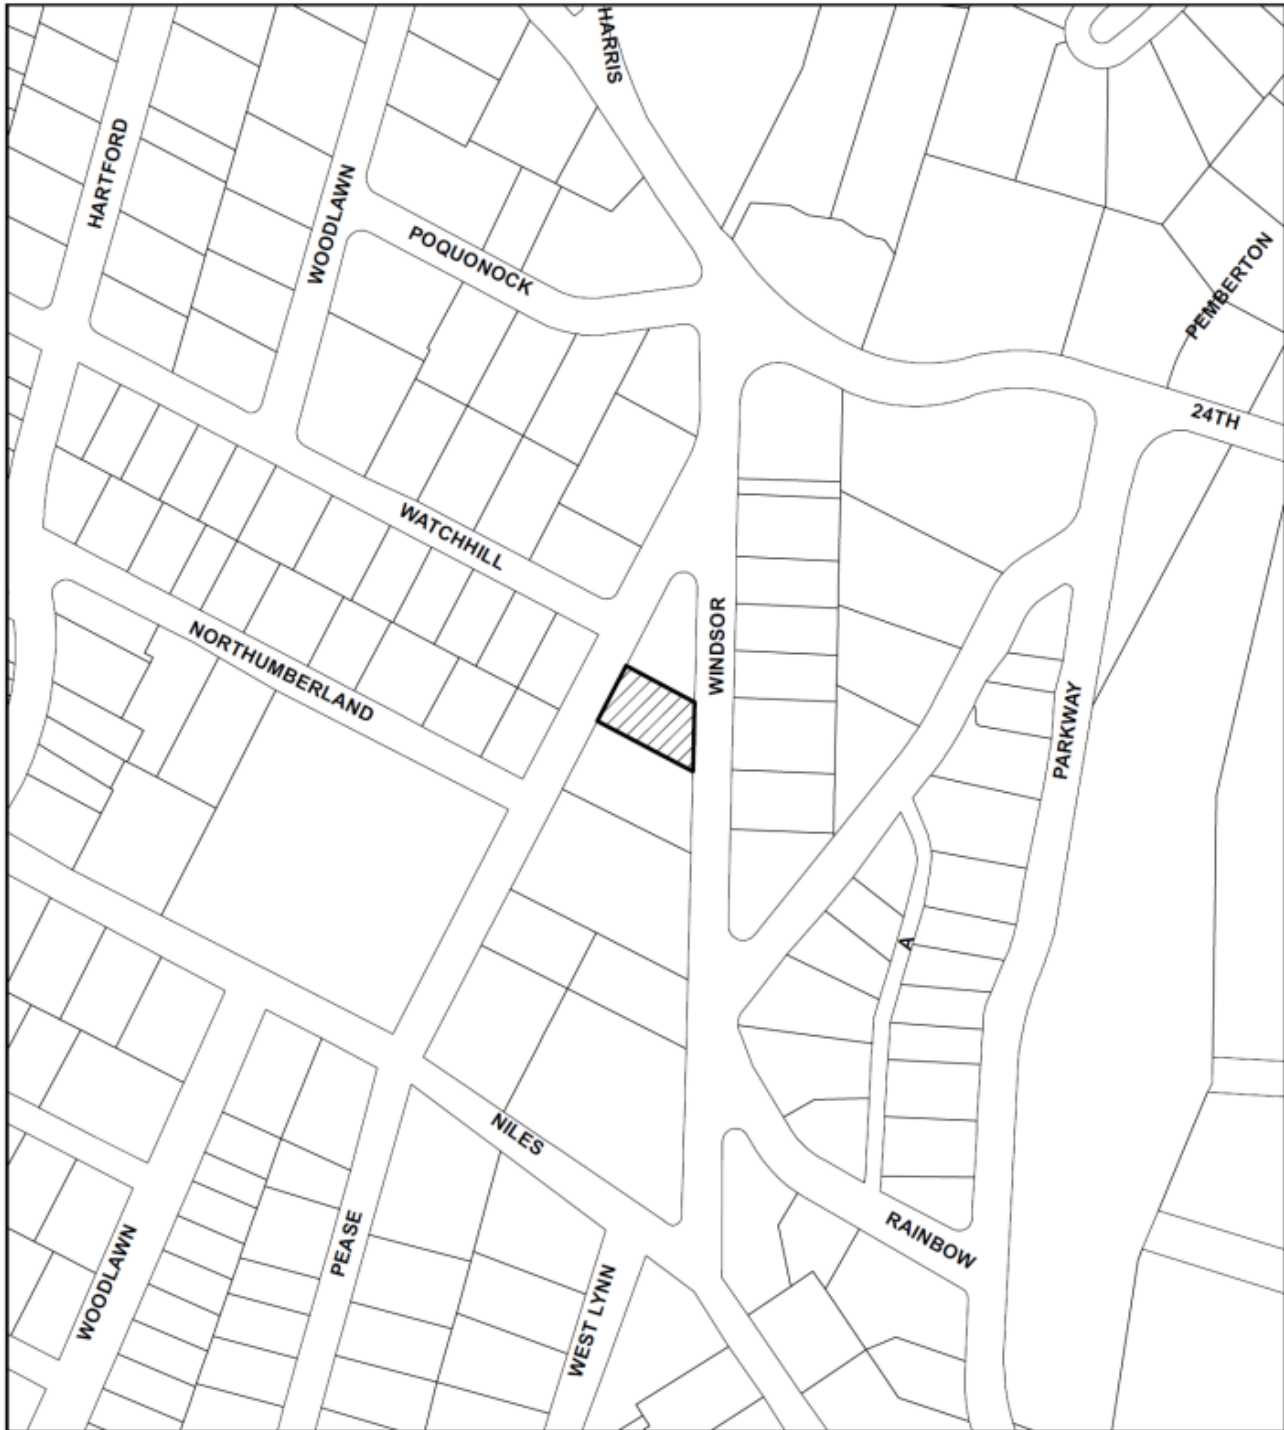 HARRIS
HARTFORD
WOODLAWN
POQUONOCK
PEMBERTON
24TH
WATCHHILL
WINDSOR
NORTHUMBERLAND
PARKWAY
A
NILES
PEASE
RAINBOW
WOODLAWN
WEST LYNN